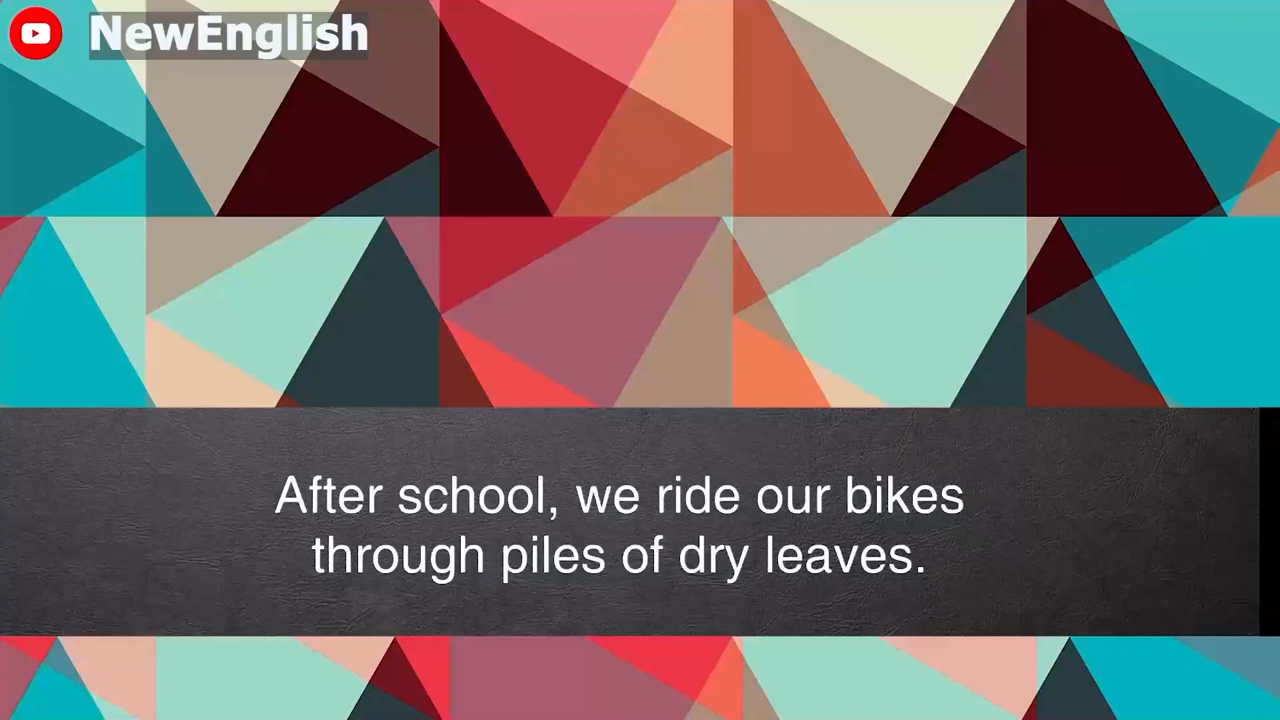 NewEnglish
After school, we ride our bikes
through piles of dry leaves.